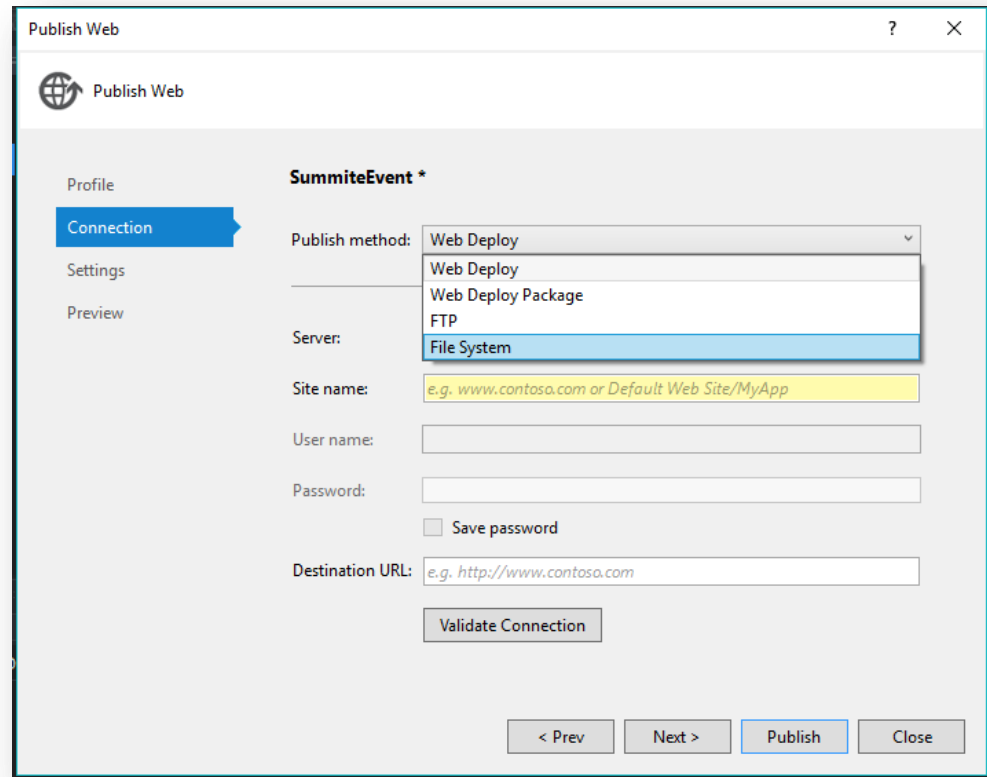 Publish Web
?
Publish Web
Profile
Connection
Settings
Preview
SummiteEvent *
Publish method: Web Deploy
Web Deploy
Web Deploy Package
FTP
File System
Server:
Site name: e.g. www.contoso.com or Default Web Site/MyApp
User name:
Password:
Save password
Destination URL: e.g. http://www.contoso.com
Validate Connection
< Prev Next > Publish Close